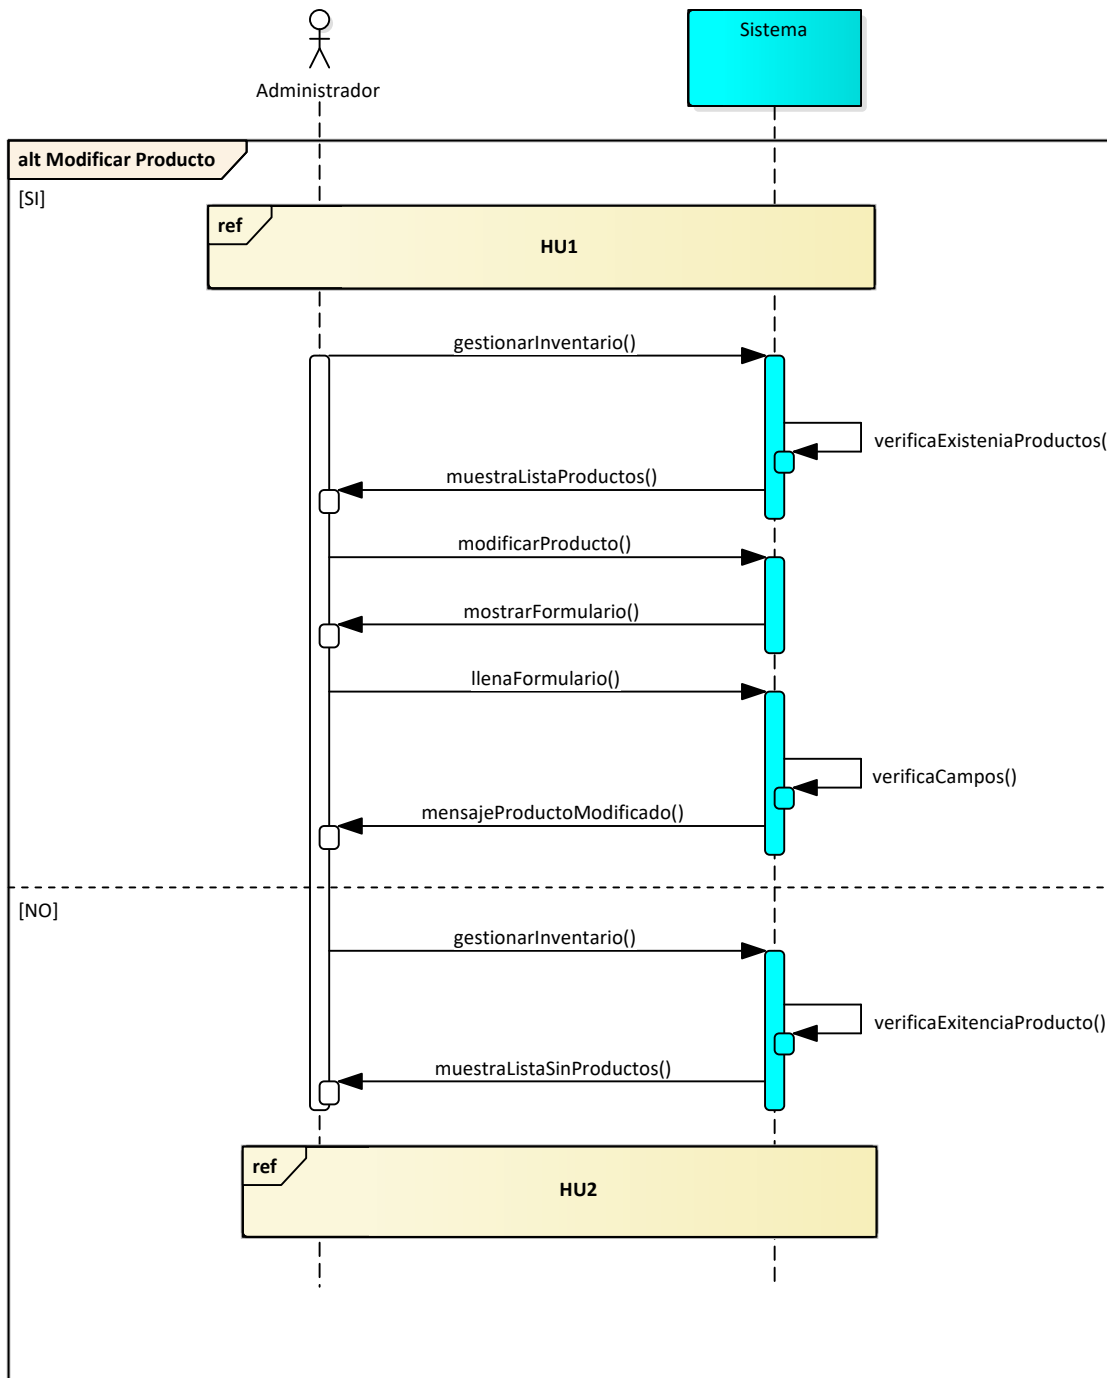 Administrador
Sistema
alt Modificar Producto
[SI]
ref
HU1
gestionarInventario()
verificaExisteniaProductos(
muestraListaProductos()
modificarProducto()
mostrarFormulario()
llenaFormulario()
verificaCampos()
mensajeProductoModificado()
[NO]
gestionarInventario()
verificaExitenciaProducto()
muestraListaSinProductos()
ref
HU2